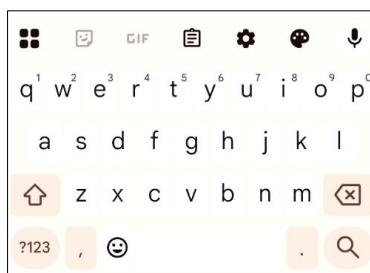 GIF
q1 w2 e3 r4 t5 y6 u7 i8 o9 p0
a s d f g h j k l
z x c v b n m
?123 , .